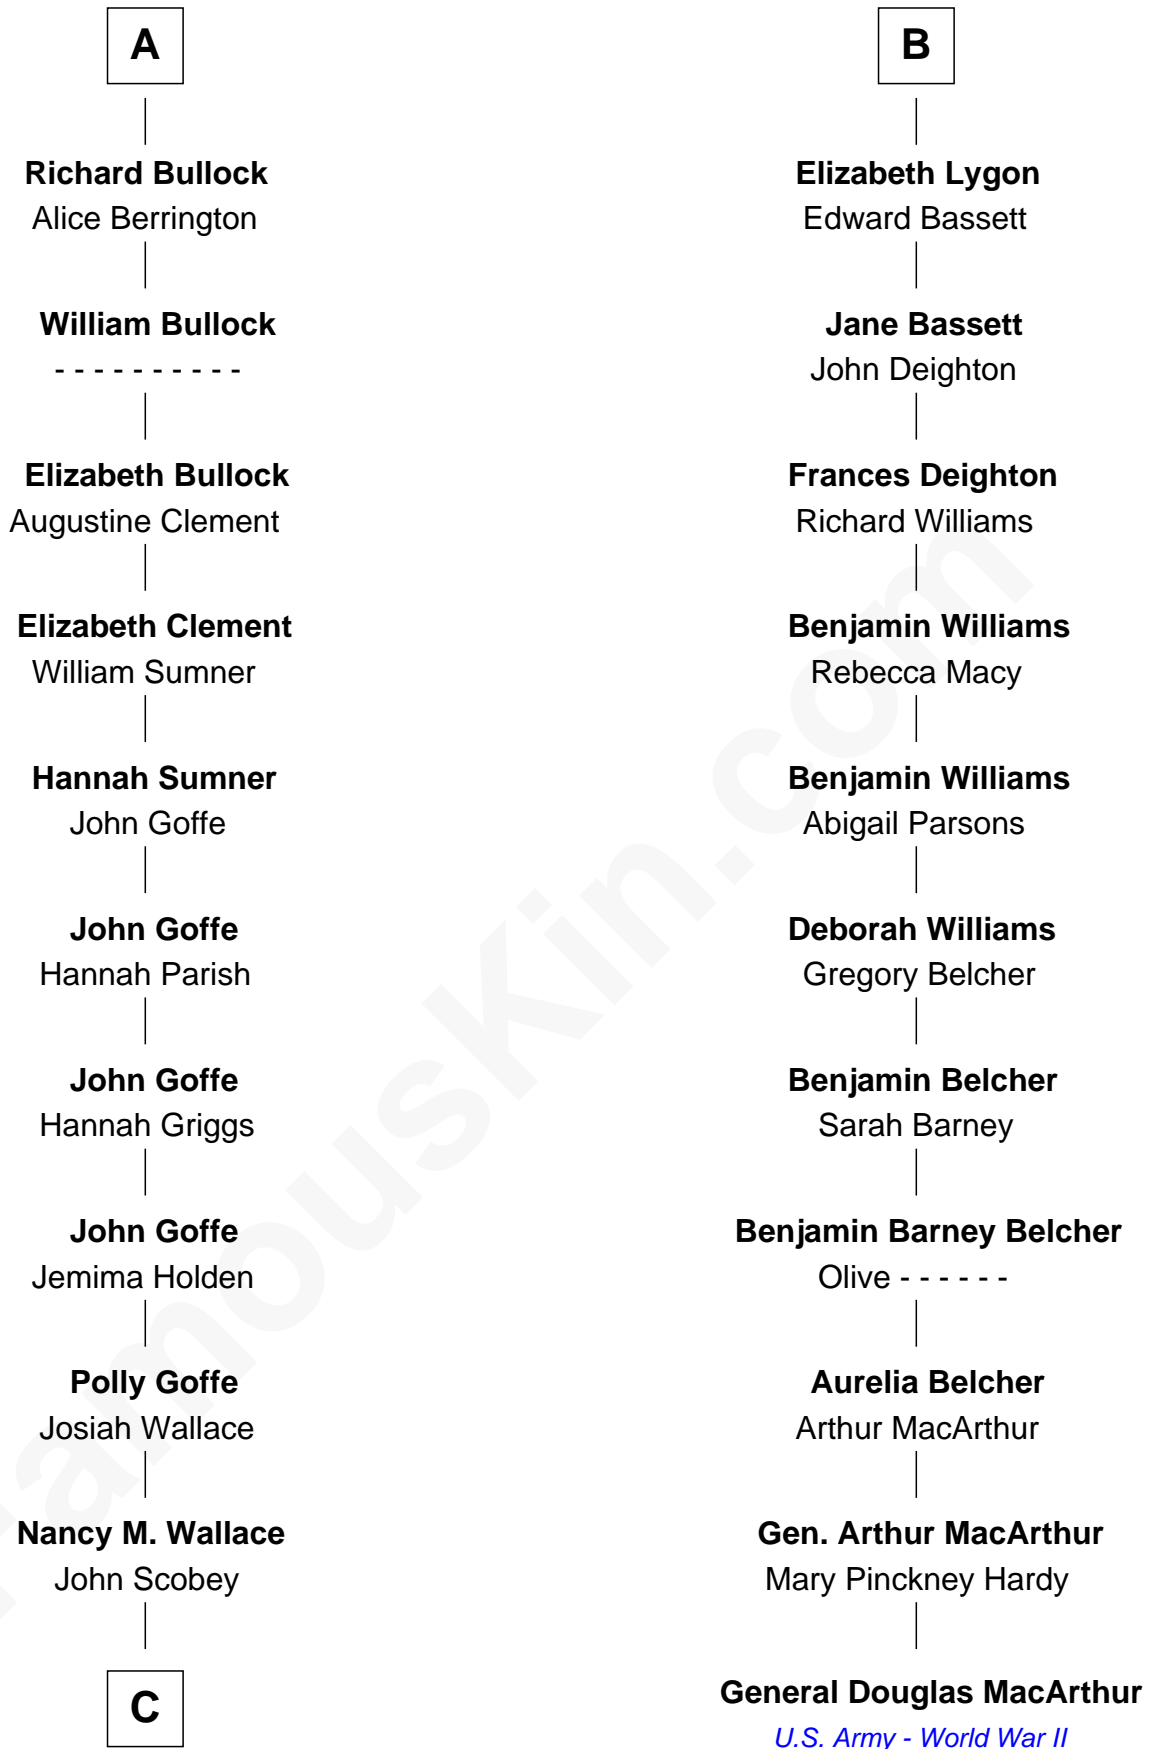 A
Richard Bullock
Alice Berrington
William Bullock
- - - - - - - - - -
Elizabeth Bullock
Augustine Clement
Elizabeth Clement
William Sumner
Hannah Sumner
John Goffe
John Goffe
Hannah Parish
John Goffe
Hannah Griggs
John Goffe
Jemima Holden
Polly Goffe
Josiah Wallace
Nancy M. Wallace
John Scobey
C
B
Elizabeth Lygon
Edward Bassett
Jane Bassett
John Deighton
Frances Deighton
Richard Williams
Benjamin Williams
Rebecca Macy
Benjamin Williams
Abigail Parsons
Deborah Williams
Gregory Belcher
Benjamin Belcher
Sarah Barney
Benjamin Barney Belcher
Olive - - - - - -
Aurelia Belcher
Arthur MacArthur
Gen. Arthur MacArthur
Mary Pinckney Hardy
General Douglas MacArthur
U.S. Army - World War II
FamousKin.com